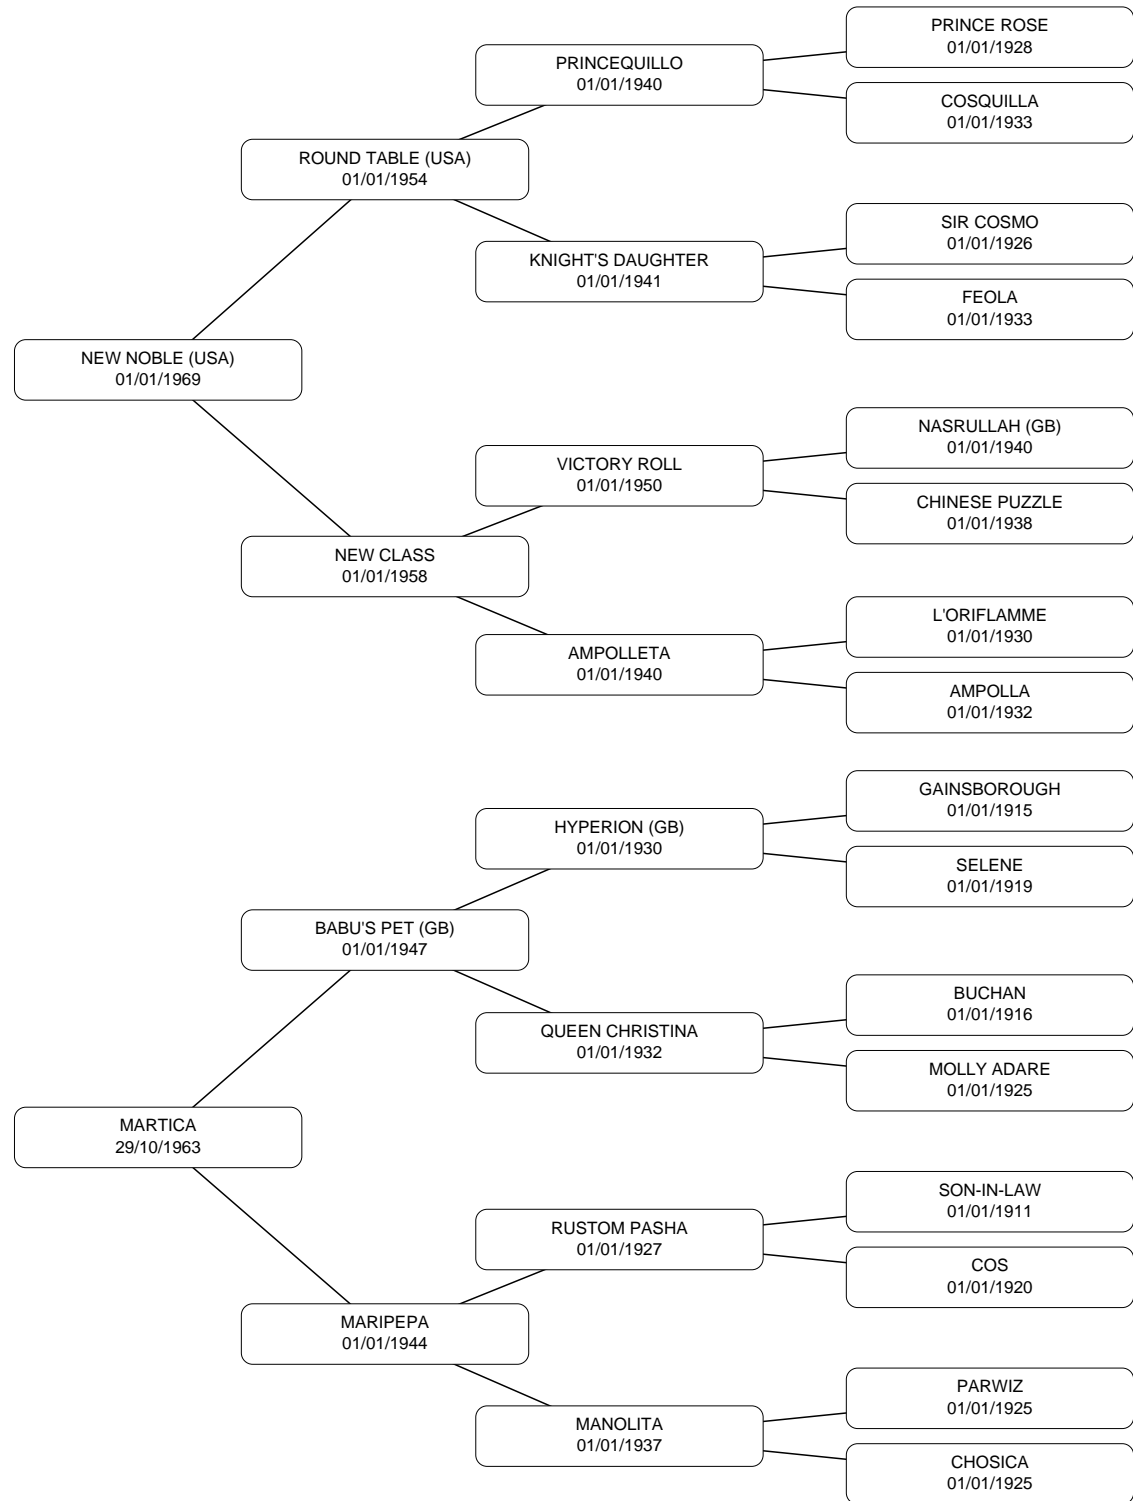 PRINCE ROSE
01/01/1928
PRINCEQUILLO
01/01/1940
COSQUILLA
01/01/1933
ROUND TABLE (USA)
01/01/1954
SIR COSMO
01/01/1926
KNIGHT'S DAUGHTER
01/01/1941
FEOLA
01/01/1933
NEW NOBLE (USA)
01/01/1969
NASRULLAH (GB)
01/01/1940
VICTORY ROLL
01/01/1950
CHINESE PUZZLE
01/01/1938
NEW CLASS
01/01/1958
L'ORIFLAMME
01/01/1930
AMPOLLETA
01/01/1940
AMPOLLA
01/01/1932
GAINSBOROUGH
01/01/1915
HYPERION (GB)
01/01/1930
SELENE
01/01/1919
BABU'S PET (GB)
01/01/1947
BUCHAN
01/01/1916
QUEEN CHRISTINA
01/01/1932
MOLLY ADARE
01/01/1925
MARTICA
29/10/1963
SON-IN-LAW
01/01/1911
RUSTOM PASHA
01/01/1927
COS
01/01/1920
MARIPEPA
01/01/1944
PARWIZ
01/01/1925
MANOLITA
01/01/1937
CHOSICA
01/01/1925